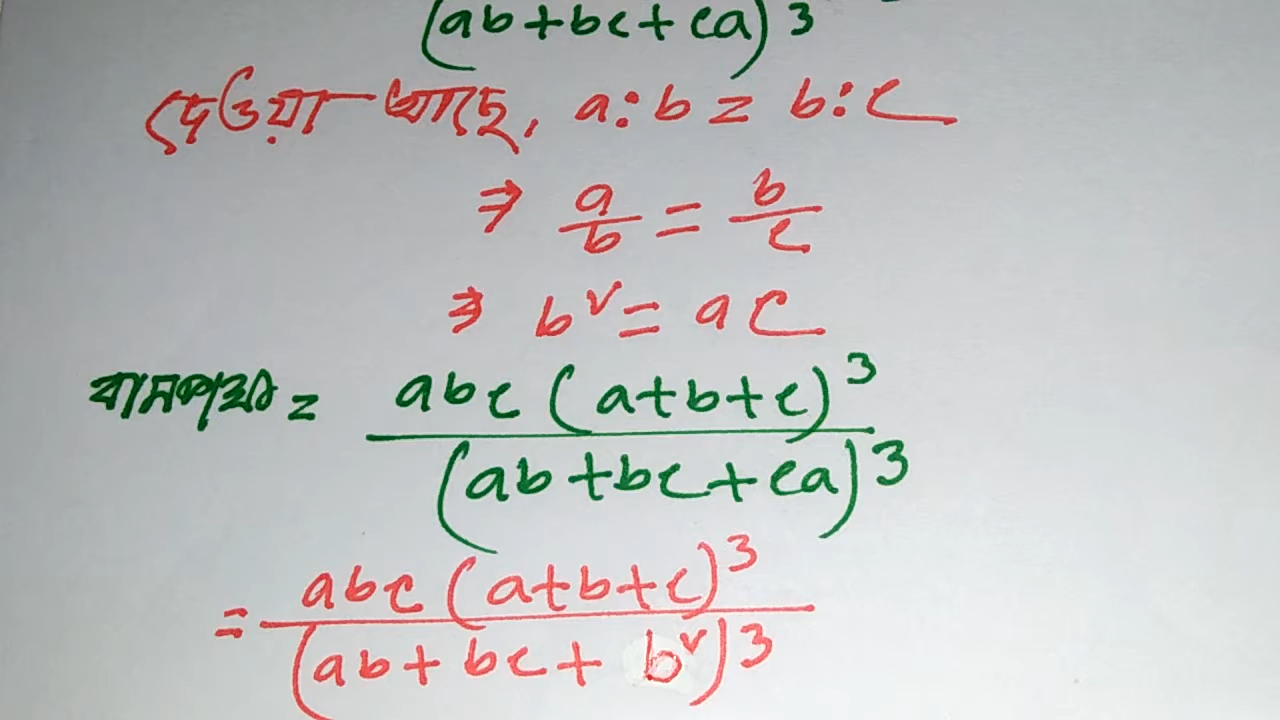 (ab+bc+ca)3
দেওয়া আছে, a:b = b:c
⇒ a/b = b/c
⇒ b² = ac
বামপক্ষ = abc(a+b+c)³/(ab+bc+ca)³
= abc(a+b+c)³/(ab+bc+b²)³